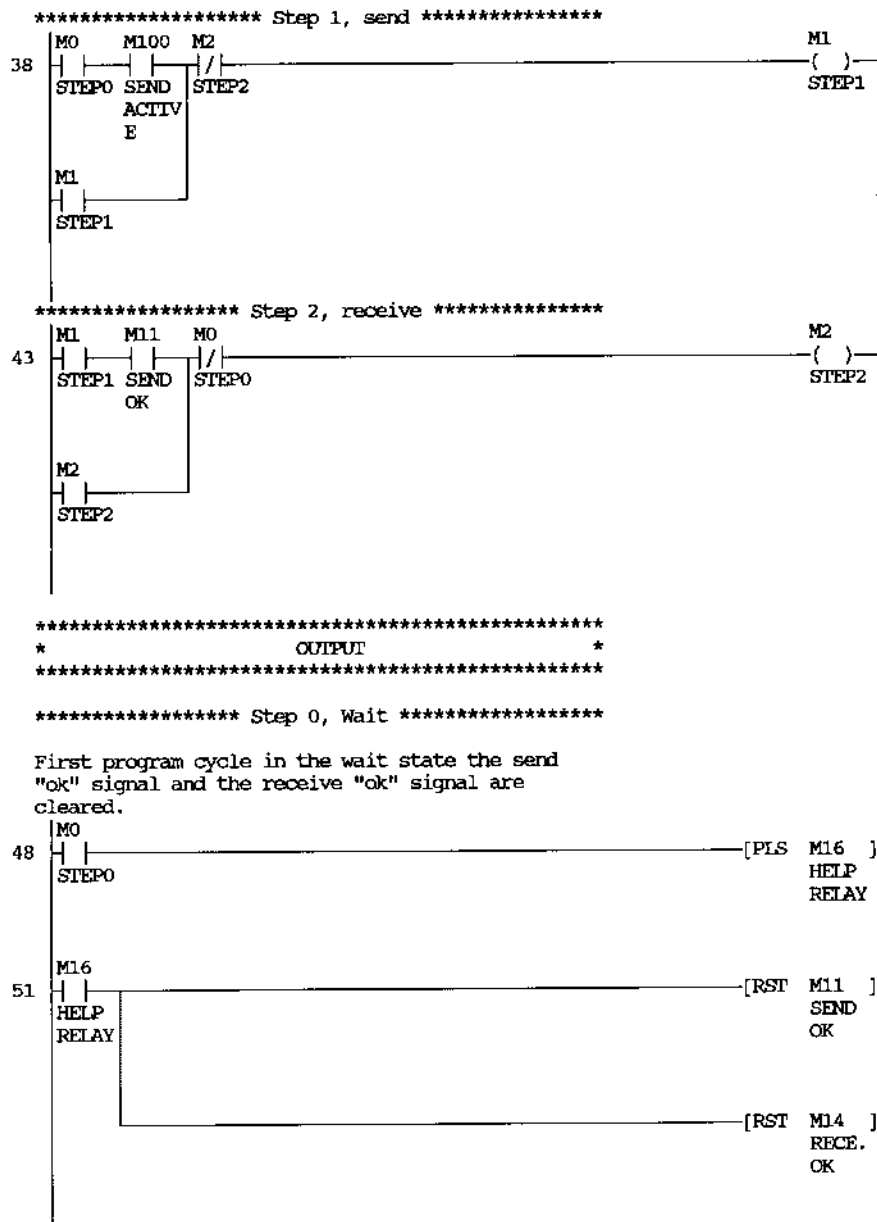 ******************** Step 1, send ****************
M0 M100 M2 M1
38 |/| ( )
STEP0 SEND STEP2 STEP1
ACTIV
E
M1
STEP1
****************** Step 2, receive ***************
M1 M11 M0 M2
43 |/| ( )
STEP1 SEND STEP0 STEP2
OK
M2
STEP2
**************************************************
* OUTPUT *
**************************************************
****************** Step 0, Wait ******************
First program cycle in the wait state the send
"ok" signal and the receive "ok" signal are
cleared.
M0
48 [PLS M16 ]
STEP0 HELP
RELAY
M16
51 [RST M11 ]
HELP SEND
RELAY OK
[RST M14 ]
RECE.
OK